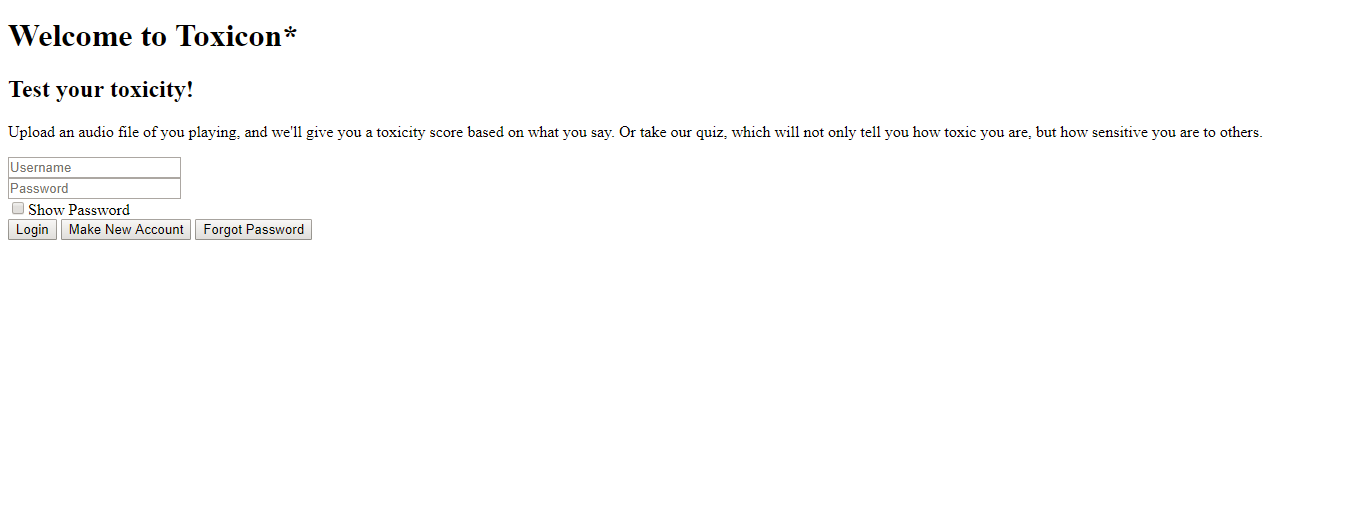 Welcome to Toxicon*
Test your toxicity!
Upload an audio file of you playing, and we'll give you a toxicity score based on what you say. Or take our quiz, which will not only tell you how toxic you are, but how sensitive you are to others.
Username
Password
Show Password
Login Make New Account Forgot Password